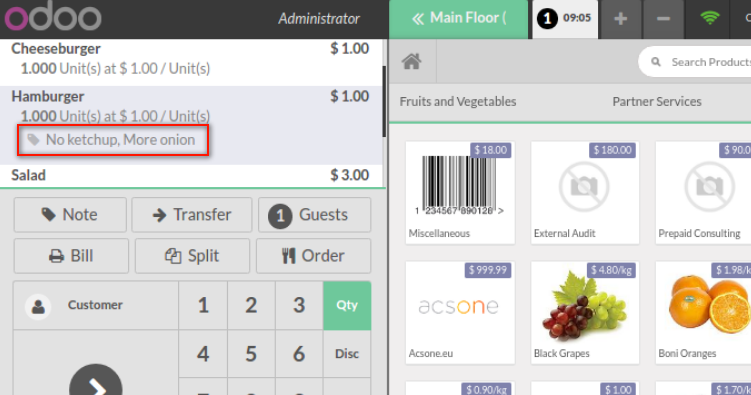 odoo
Administrator
Main Floor (
1 09:05
Cheeseburger $ 1.00
1.000 Unit(s) at $ 1.00 / Unit(s)
Hamburger $ 1.00
1.000 Unit(s) at $ 1.00 / Unit(s)
No ketchup, More onion
Salad $ 3.00
Note Transfer 1 Guests
Bill Split Order
Customer 1 2 3 Qty
4 5 6 Disc
Search Products
Fruits and Vegetables Partner Services
$ 18.00 $ 180.00 $ 90.0
1 234567 890128 >
Miscellaneous External Audit Prepaid Consulting
$ 999.99 $ 4.80/kg $ 1.98/k
acsone
Acsone.eu Black Grapes Boni Oranges
$ 0.90/kg $ 1.00 $ 1.70/k